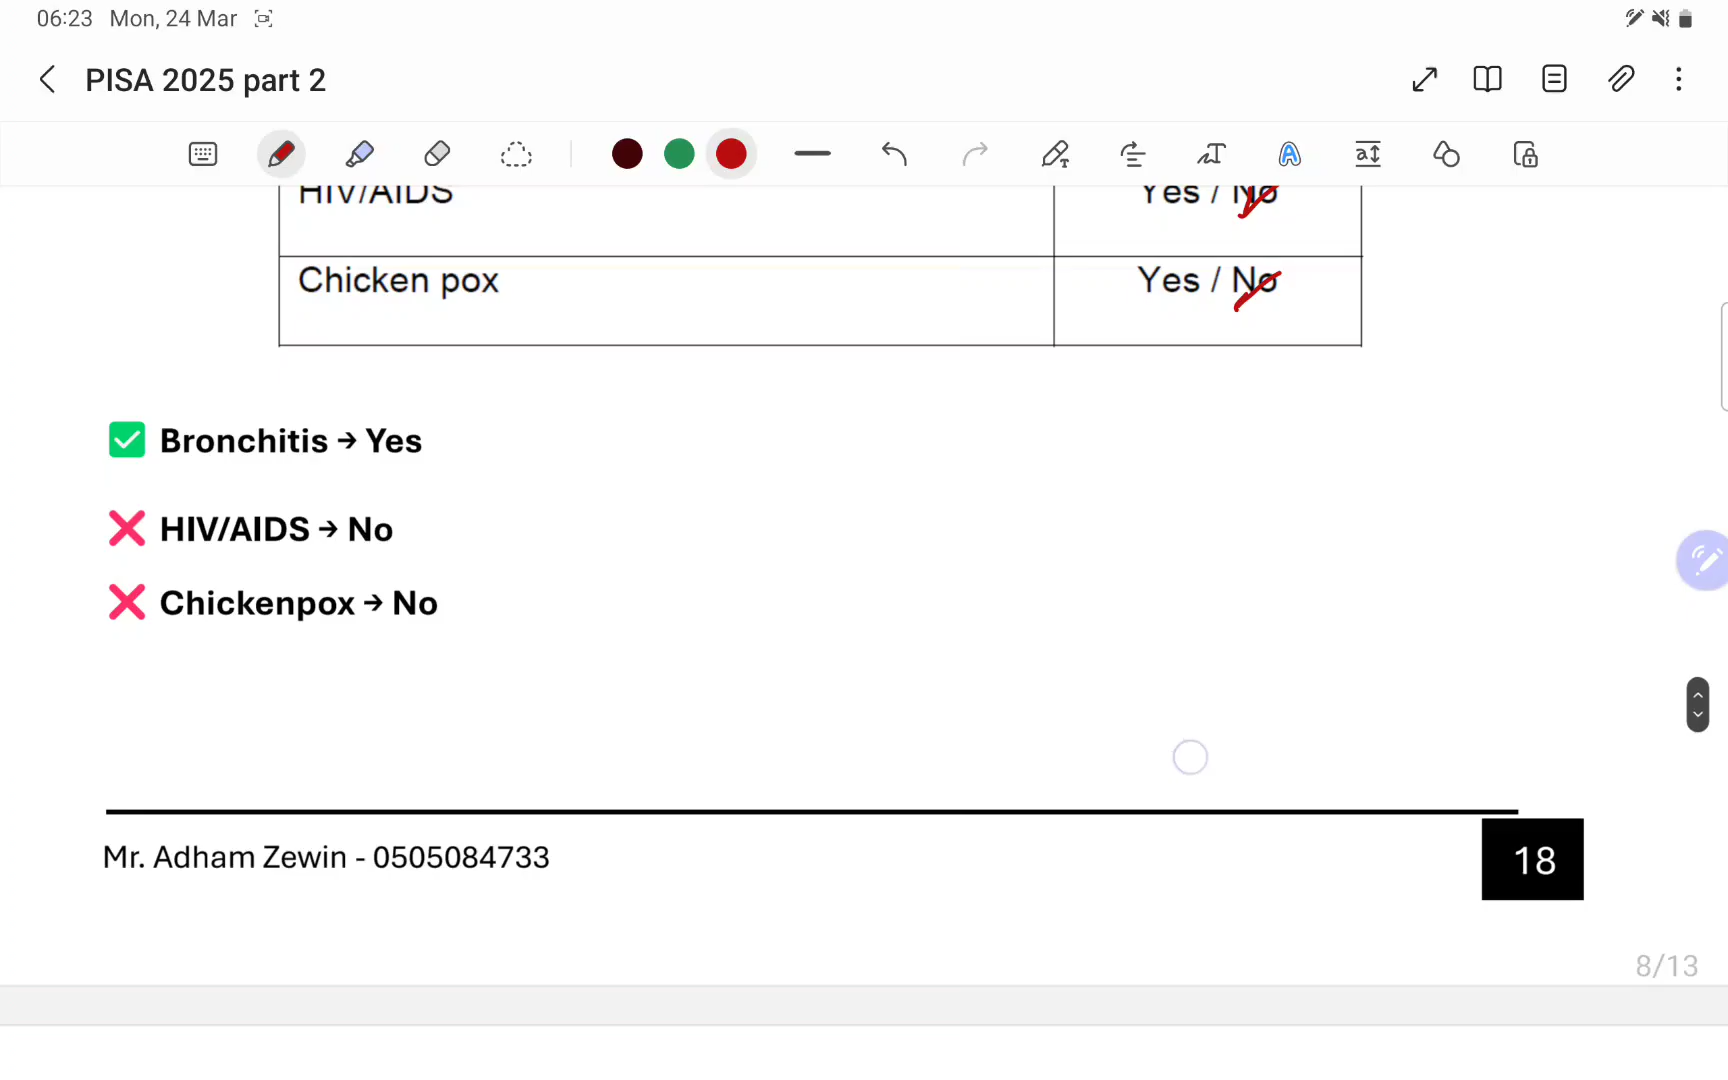 06:23 Mon, 24 Mar
PISA 2025 part 2
HIV/AIDS Yes / No
Chicken pox Yes / No
✅ Bronchitis → Yes
❌ HIV/AIDS → No
❌ Chickenpox → No
Mr. Adham Zewin - 0505084733
18
8/13